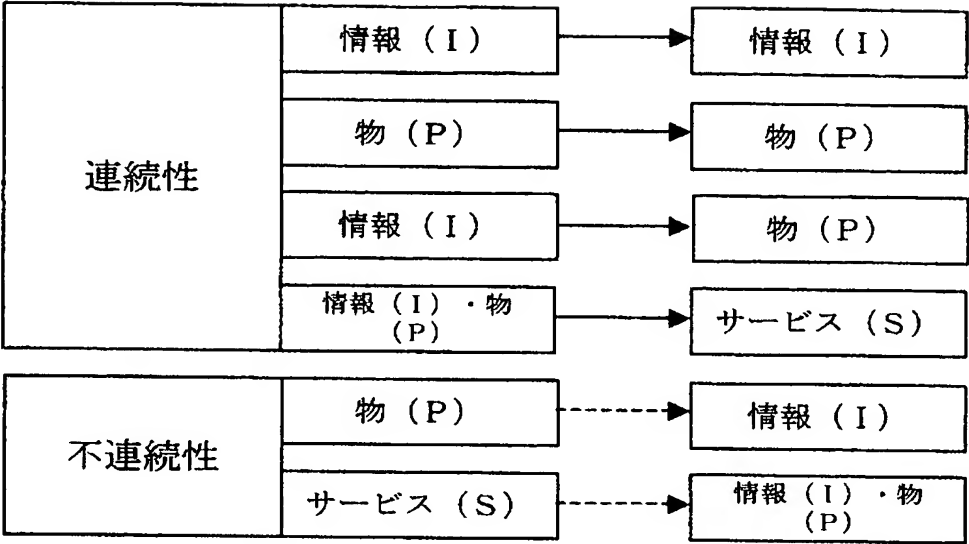 情報（I）
情報（I）
物（P）
物（P）
連続性
情報（I）
物（P）
情報（I）・物
（P）
サービス（S）
物（P）
情報（I）
不連続性
サービス（S）
情報（I）・物
（P）